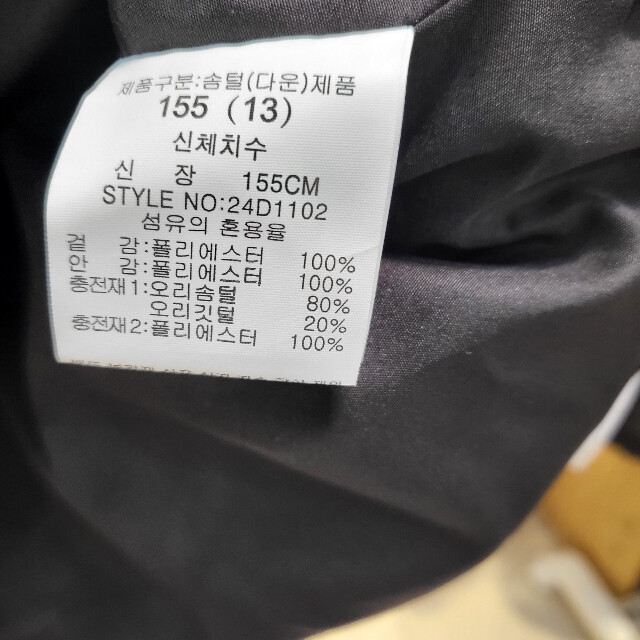 제품구분:솜털(다운)제품
155 (13)
신체치수
신 장 155CM
STYLE NO:24D1102
섬유의 혼용율
겉 감:폴리에스터 100%
안 감:폴리에스터 100%
충전재1:오리솜털 80%
오리깃털 20%
충전재2:폴리에스터 100%